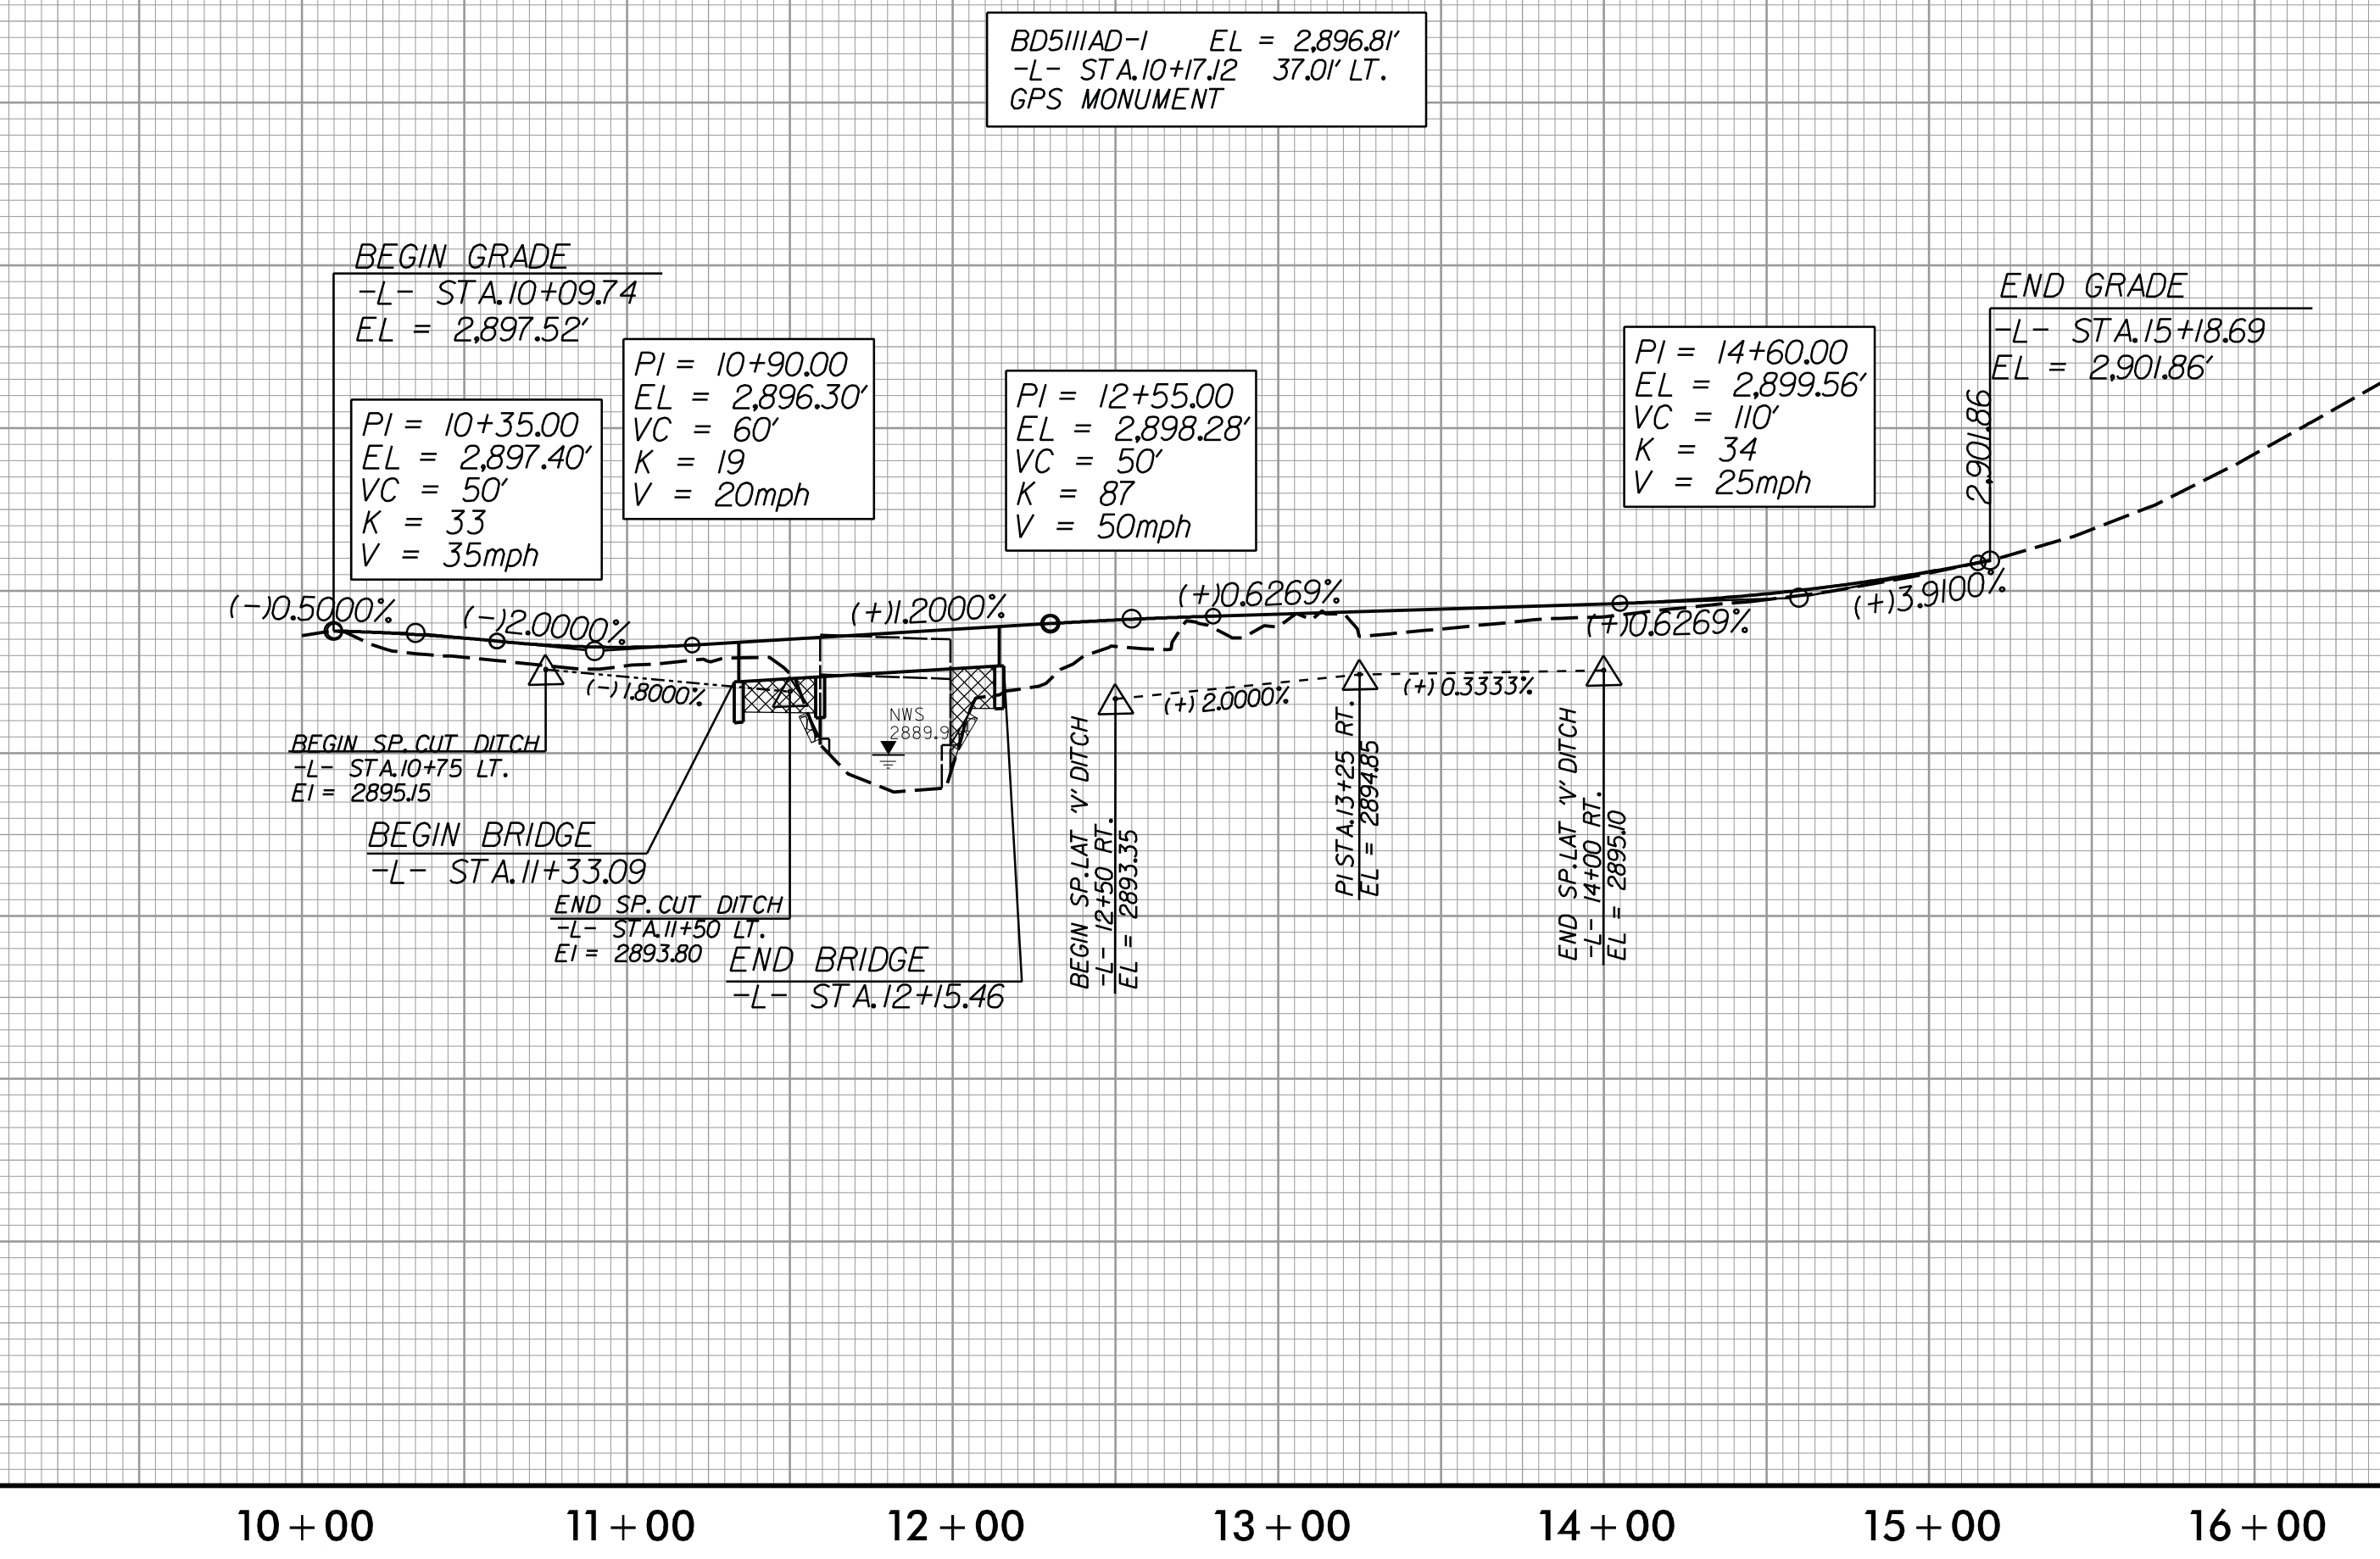 BD5111AD-1 EL = 2,896.81'
-L- STA.10+17.12 37.01' LT.
GPS MONUMENT
BEGIN GRADE
-L- STA.10+09.74
EL = 2,897.52'
END GRADE
-L- STA.15+18.69
EL = 2,901.86'
2,901.86
PI = 10+35.00
EL = 2,897.40'
VC = 50'
K = 33
V = 35mph
PI = 10+90.00
EL = 2,896.30'
VC = 60'
K = 19
V = 20mph
PI = 12+55.00
EL = 2,898.28'
VC = 50'
K = 87
V = 50mph
PI = 14+60.00
EL = 2,899.56'
VC = 110'
K = 34
V = 25mph
(-)0.5000%
(-)2.0000%
(+)1.2000%
(+)0.6269%
(+)0.6269%
(+)3.9100%
(-)1.8000%
(+)2.0000%
(+)0.3333%
NWS
2889.9
BEGIN SP.CUT DITCH
-L- STA.10+75 LT.
El = 2895.15
BEGIN BRIDGE
-L- STA.11+33.09
END SP.CUT DITCH
-L- STA.11+50 LT.
El = 2893.80
END BRIDGE
-L- STA.12+15.46
BEGIN SP.LAT 'V' DITCH
-L- 12+50 RT.
EL = 2893.35
PI STA.13+25 RT.
EL = 2894.85
END SP.LAT 'V' DITCH
-L- 14+00 RT.
EL = 2895.10
10+00 11+00 12+00 13+00 14+00 15+00 16+00